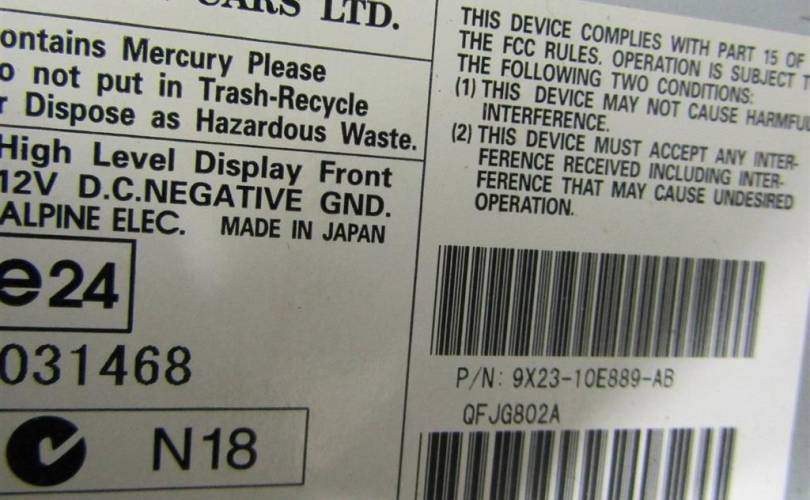 CARS LTD.
ontains Mercury Please
o not put in Trash-Recycle
r Dispose as Hazardous Waste.
High Level Display Front
12V D.C.NEGATIVE GND.
ALPINE ELEC. MADE IN JAPAN
e24
031468
N18
THIS DEVICE COMPLIES WITH PART 15 OF
THE FCC RULES. OPERATION IS SUBJECT T
THE FOLLOWING TWO CONDITIONS:
(1) THIS DEVICE MAY NOT CAUSE HARMFUL
INTERFERENCE.
(2) THIS DEVICE MUST ACCEPT ANY INTER-
FERENCE RECEIVED INCLUDING INTER-
FERENCE THAT MAY CAUSE UNDESIRED
OPERATION.
P/N: 9X23-10E889-AB
QFJG802A